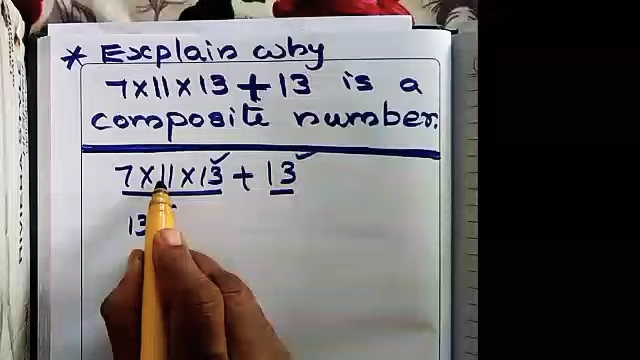 * Explain why
7×11×13 + 13 is a
composite number.
7×11×13 + 13
13